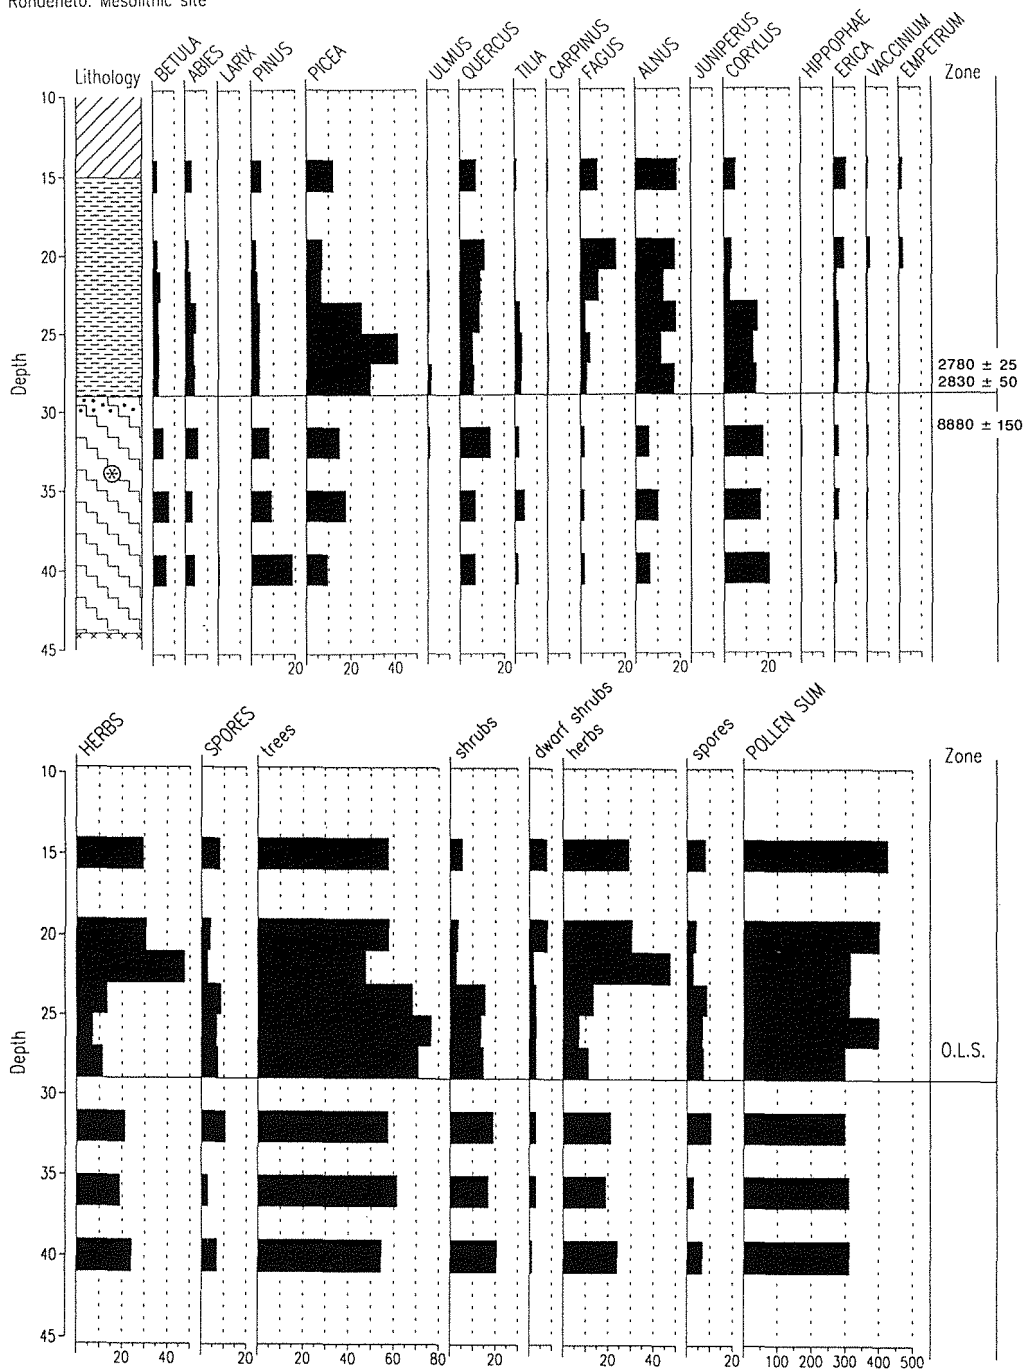 Rondeneto: Mesolithic site
Lithology BETULA ABIES LARIX PINUS PICEA ULMUS QUERCUS TILIA CARPINUS FAGUS ALNUS JUNIPERUS CORYLUS HIPPOPHAE ERICA VACCINIUM EMPETRUM Zone
10
15
20
25
2780 ± 25
2830 ± 50
30
8880 ± 150
35
40
45
Depth
20 20 40 20 20 20 20
HERBS SPORES trees shrubs dwarf shrubs herbs spores POLLEN SUM Zone
10
15
20
25
O.L.S.
30
35
40
45
Depth
20 40 20 20 40 60 80 20 20 40 20 100 200 300 400 500